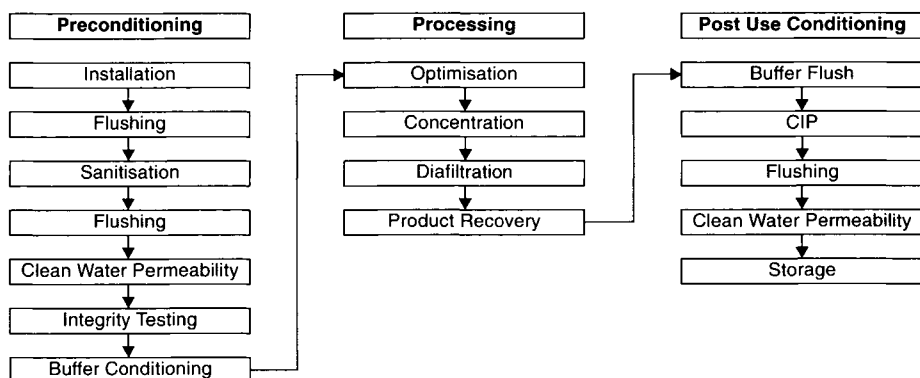 Preconditioning
Installation
Flushing
Sanitisation
Flushing
Clean Water Permeability
Integrity Testing
Buffer Conditioning
Processing
Optimisation
Concentration
Diafiltration
Product Recovery
Post Use Conditioning
Buffer Flush
CIP
Flushing
Clean Water Permeability
Storage